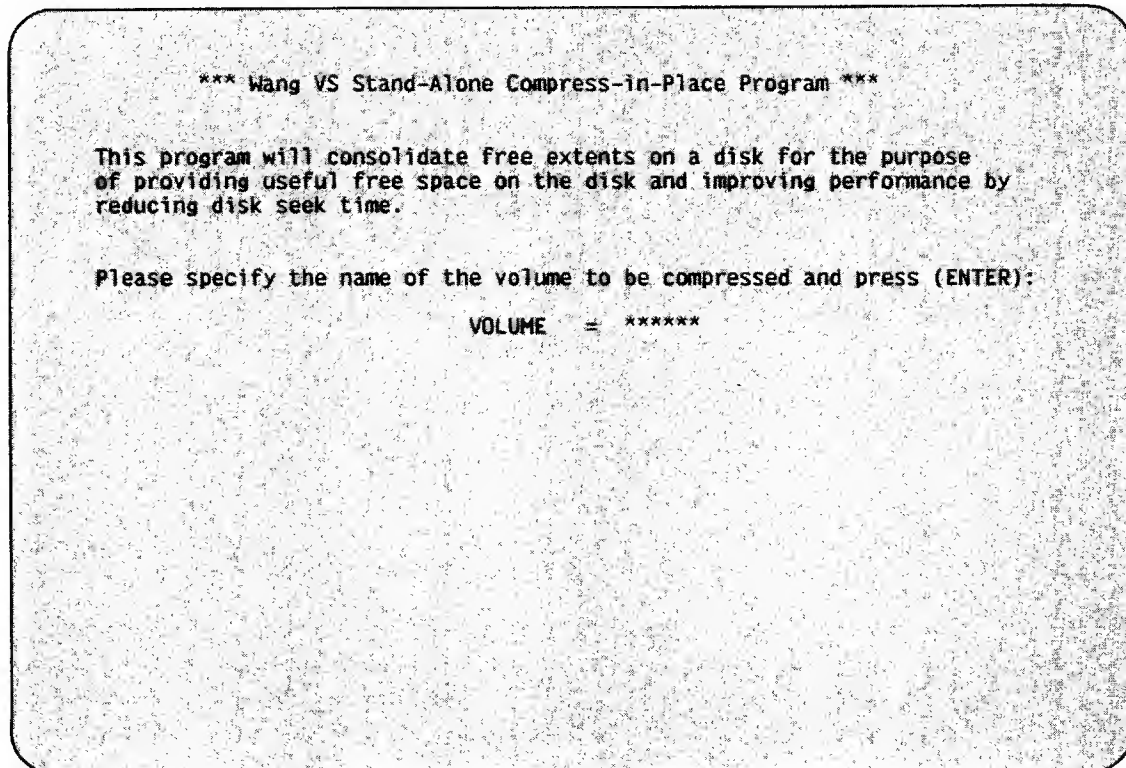 *** Wang VS Stand-Alone Compress-in-Place Program ***
This program will consolidate free extents on a disk for the purpose
of providing useful free space on the disk and improving performance by
reducing disk seek time.
Please specify the name of the volume to be compressed and press (ENTER):
VOLUME = ******